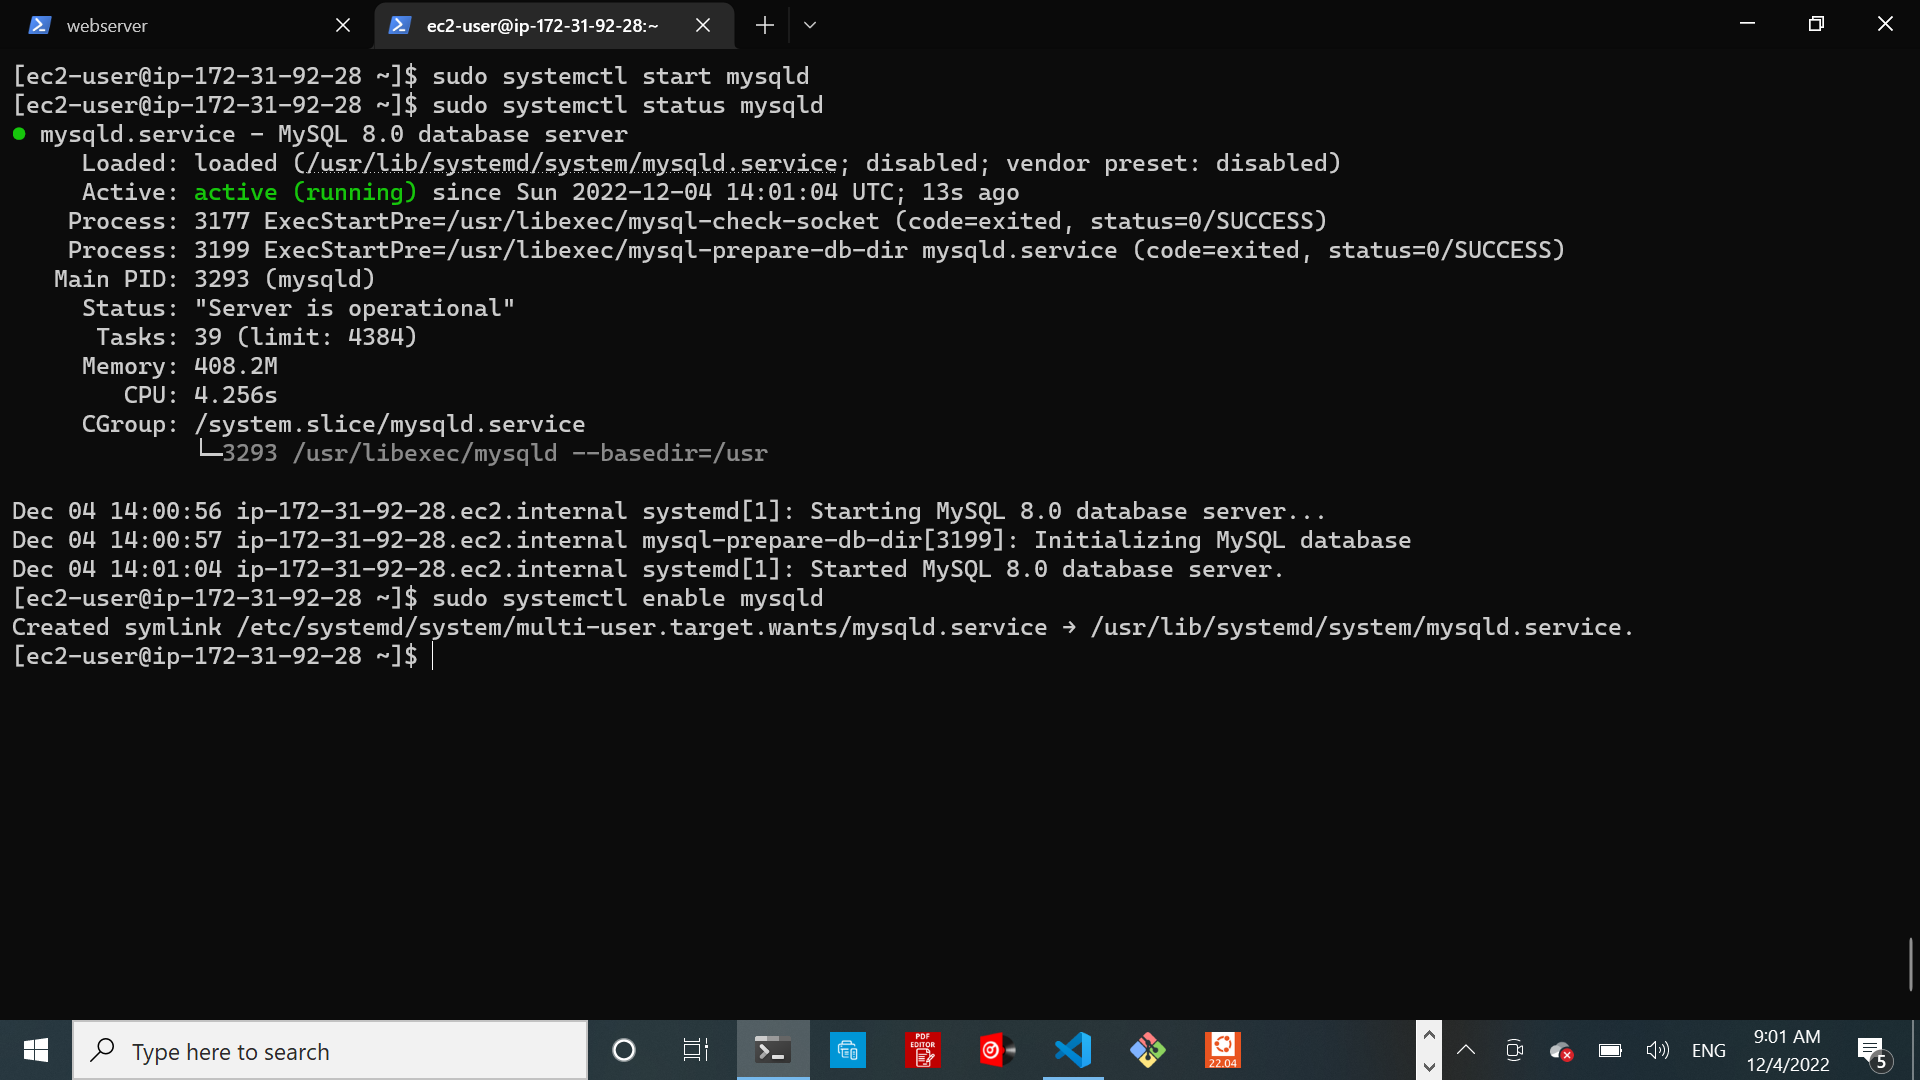 webserver
ec2-user@ip-172-31-92-28:~
[ec2-user@ip-172-31-92-28 ~]$ sudo systemctl start mysqld
[ec2-user@ip-172-31-92-28 ~]$ sudo systemctl status mysqld
● mysqld.service - MySQL 8.0 database server
Loaded: loaded (/usr/lib/systemd/system/mysqld.service; disabled; vendor preset: disabled)
Active: active (running) since Sun 2022-12-04 14:01:04 UTC; 13s ago
Process: 3177 ExecStartPre=/usr/libexec/mysql-check-socket (code=exited, status=0/SUCCESS)
Process: 3199 ExecStartPre=/usr/libexec/mysql-prepare-db-dir mysqld.service (code=exited, status=0/SUCCESS)
Main PID: 3293 (mysqld)
Status: "Server is operational"
Tasks: 39 (limit: 4384)
Memory: 408.2M
CPU: 4.256s
CGroup: /system.slice/mysqld.service
└─3293 /usr/libexec/mysqld --basedir=/usr
Dec 04 14:00:56 ip-172-31-92-28.ec2.internal systemd[1]: Starting MySQL 8.0 database server...
Dec 04 14:00:57 ip-172-31-92-28.ec2.internal mysql-prepare-db-dir[3199]: Initializing MySQL database
Dec 04 14:01:04 ip-172-31-92-28.ec2.internal systemd[1]: Started MySQL 8.0 database server.
[ec2-user@ip-172-31-92-28 ~]$ sudo systemctl enable mysqld
Created symlink /etc/systemd/system/multi-user.target.wants/mysqld.service → /usr/lib/systemd/system/mysqld.service.
[ec2-user@ip-172-31-92-28 ~]$
Type here to search
PDF
EDITOR
22.04
ENG
9:01 AM
12/4/2022
5